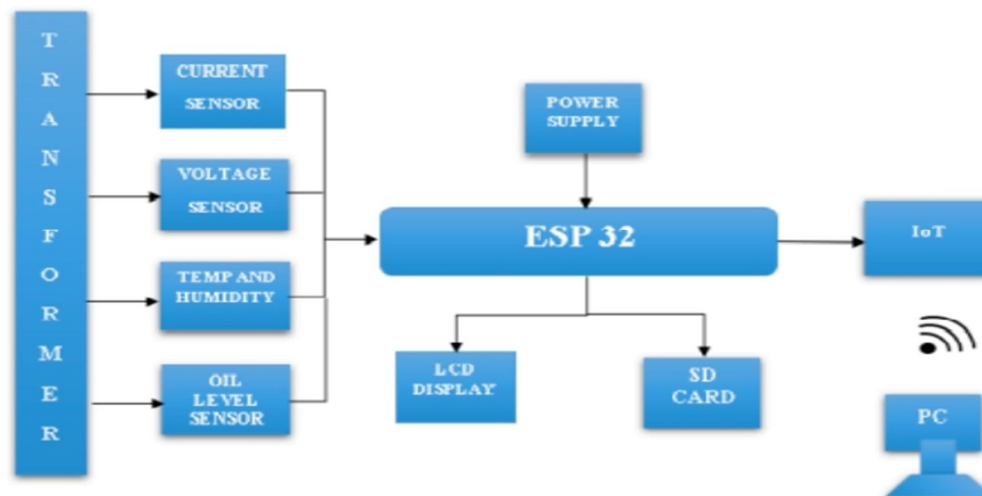 TRANSFORMER
CURRENT
SENSOR
VOLTAGE
SENSOR
TEMP AND
HUMIDITY
OIL
LEVEL
SENSOR
POWER
SUPPLY
ESP 32
LCD
DISPLAY
SD
CARD
IoT
PC